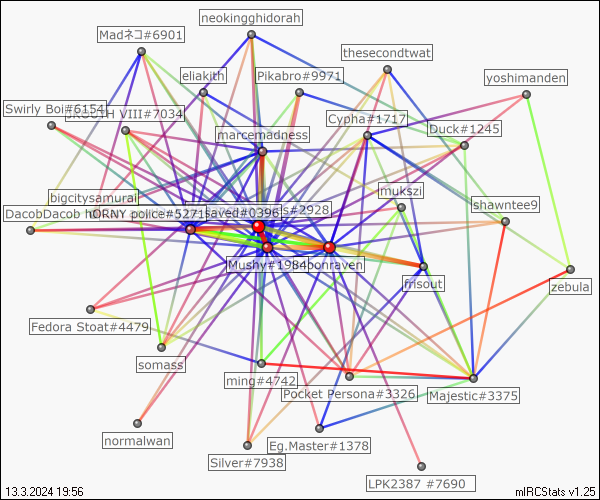 neokingghidorah
Madネコ#6901
thesecondtwat
eliakith
Pikabro#9971
yoshimanden
Swirly Boi#6154
VIII#7034
Cypha#1717
Duck#1245
marcemadness
mukszi
bigcitysamurai
shawntee9
DacobDacob
police#5271
saved#0396
s#2928
Mushy#1984
bonraven
frisout
zebula
Fedora Stoat#4479
somass
ming#4742
Pocket Persona#3326
Majestic#3375
normalwan
Eg.Master#1378
Silver#7938
LPK2387 #7690
13.3.2024 19:56
mIRCStats v1.25